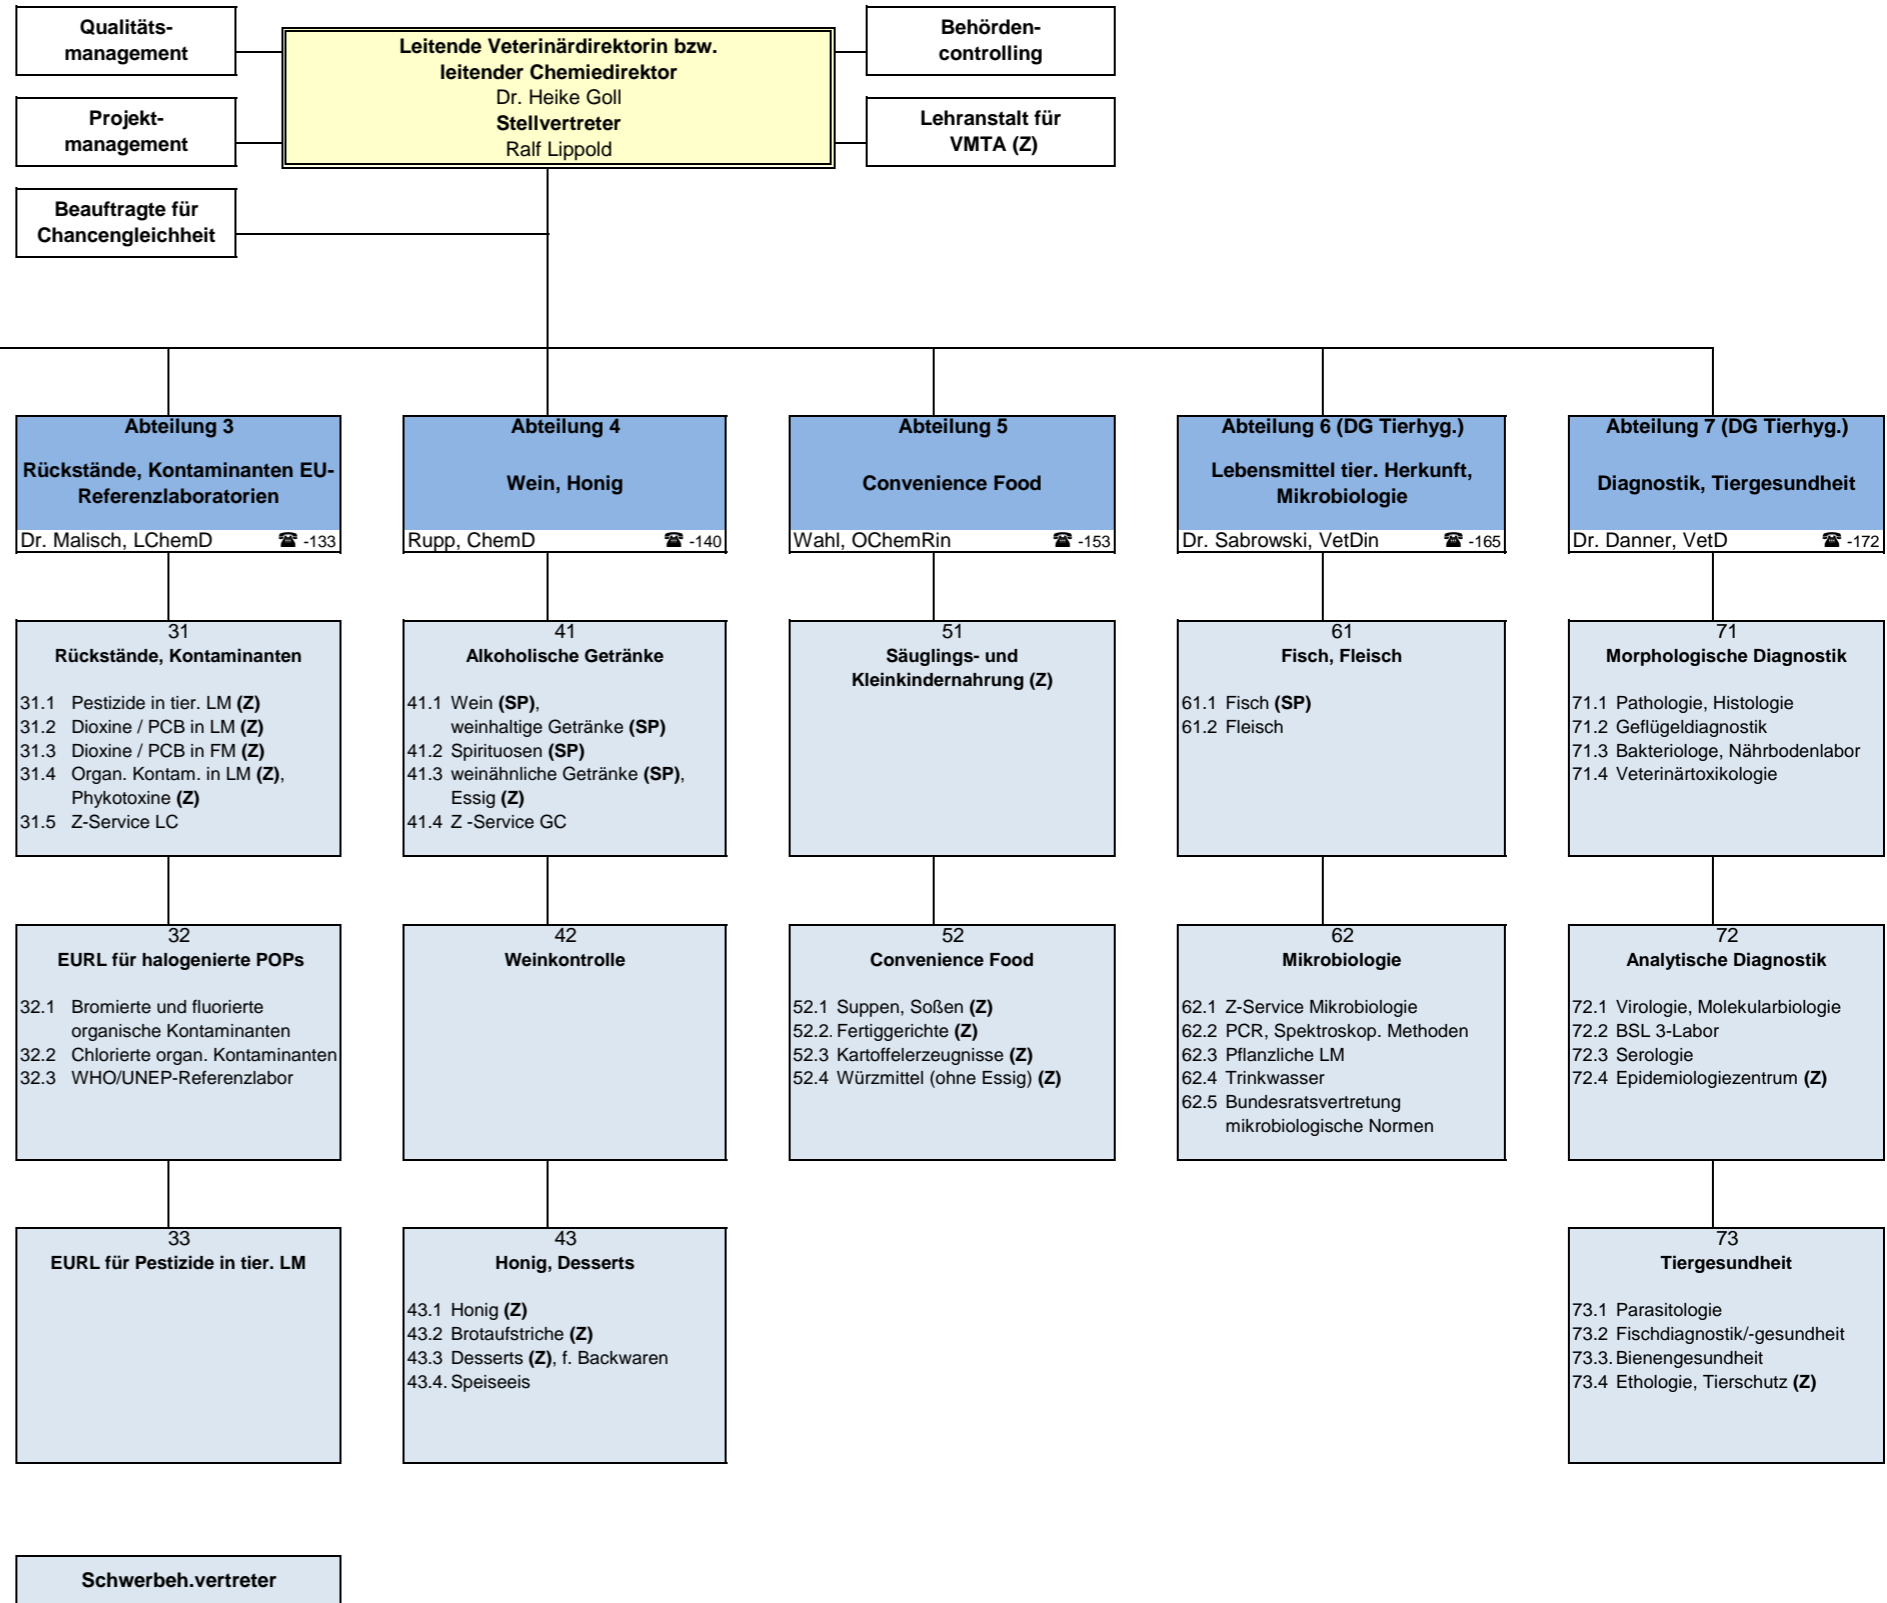 Qualitäts-
management
Leitende Veterinärdirektorin bzw.
leitender Chemiedirektor
Dr. Heike Goll
Stellvertreter
Ralf Lippold
Behörden-
controlling
Projekt-
management
Lehranstalt für
VMTA (Z)
Beauftragte für
Chancengleichheit
Abteilung 3
Rückstände, Kontaminanten EU-
Referenzlaboratorien
Dr. Malisch, LChemD ☎ -133
Abteilung 4
Wein, Honig
Rupp, ChemD ☎ -140
Abteilung 5
Convenience Food
Wahl, OChemRin ☎ -153
Abteilung 6 (DG Tierhyg.)
Lebensmittel tier. Herkunft,
Mikrobiologie
Dr. Sabrowski, VetDin ☎ -165
Abteilung 7 (DG Tierhyg.)
Diagnostik, Tiergesundheit
Dr. Danner, VetD ☎ -172
31
Rückstände, Kontaminanten
31.1 Pestizide in tier. LM (Z)
31.2 Dioxine / PCB in LM (Z)
31.3 Dioxine / PCB in FM (Z)
31.4 Organ. Kontam. in LM (Z),
Phykotoxine (Z)
31.5 Z-Service LC
41
Alkoholische Getränke
41.1 Wein (SP),
weinhaltige Getränke (SP)
41.2 Spirituosen (SP)
41.3 weinähnliche Getränke (SP),
Essig (Z)
41.4 Z -Service GC
51
Säuglings- und
Kleinkindernahrung (Z)
61
Fisch, Fleisch
61.1 Fisch (SP)
61.2 Fleisch
71
Morphologische Diagnostik
71.1 Pathologie, Histologie
71.2 Geflügeldiagnostik
71.3 Bakteriologe, Nährbodenlabor
71.4 Veterinärtoxikologie
32
EURL für halogenierte POPs
32.1 Bromierte und fluorierte
organische Kontaminanten
32.2 Chlorierte organ. Kontaminanten
32.3 WHO/UNEP-Referenzlabor
42
Weinkontrolle
52
Convenience Food
52.1 Suppen, Soßen (Z)
52.2. Fertiggerichte (Z)
52.3 Kartoffelerzeugnisse (Z)
52.4 Würzmittel (ohne Essig) (Z)
62
Mikrobiologie
62.1 Z-Service Mikrobiologie
62.2 PCR, Spektroskop. Methoden
62.3 Pflanzliche LM
62.4 Trinkwasser
62.5 Bundesratsvertretung
mikrobiologische Normen
72
Analytische Diagnostik
72.1 Virologie, Molekularbiologie
72.2 BSL 3-Labor
72.3 Serologie
72.4 Epidemiologiezentrum (Z)
33
EURL für Pestizide in tier. LM
43
Honig, Desserts
43.1 Honig (Z)
43.2 Brotaufstriche (Z)
43.3 Desserts (Z), f. Backwaren
43.4. Speiseeis
73
Tiergesundheit
73.1 Parasitologie
73.2 Fischdiagnostik/-gesundheit
73.3. Bienengesundheit
73.4 Ethologie, Tierschutz (Z)
Schwerbeh.vertreter